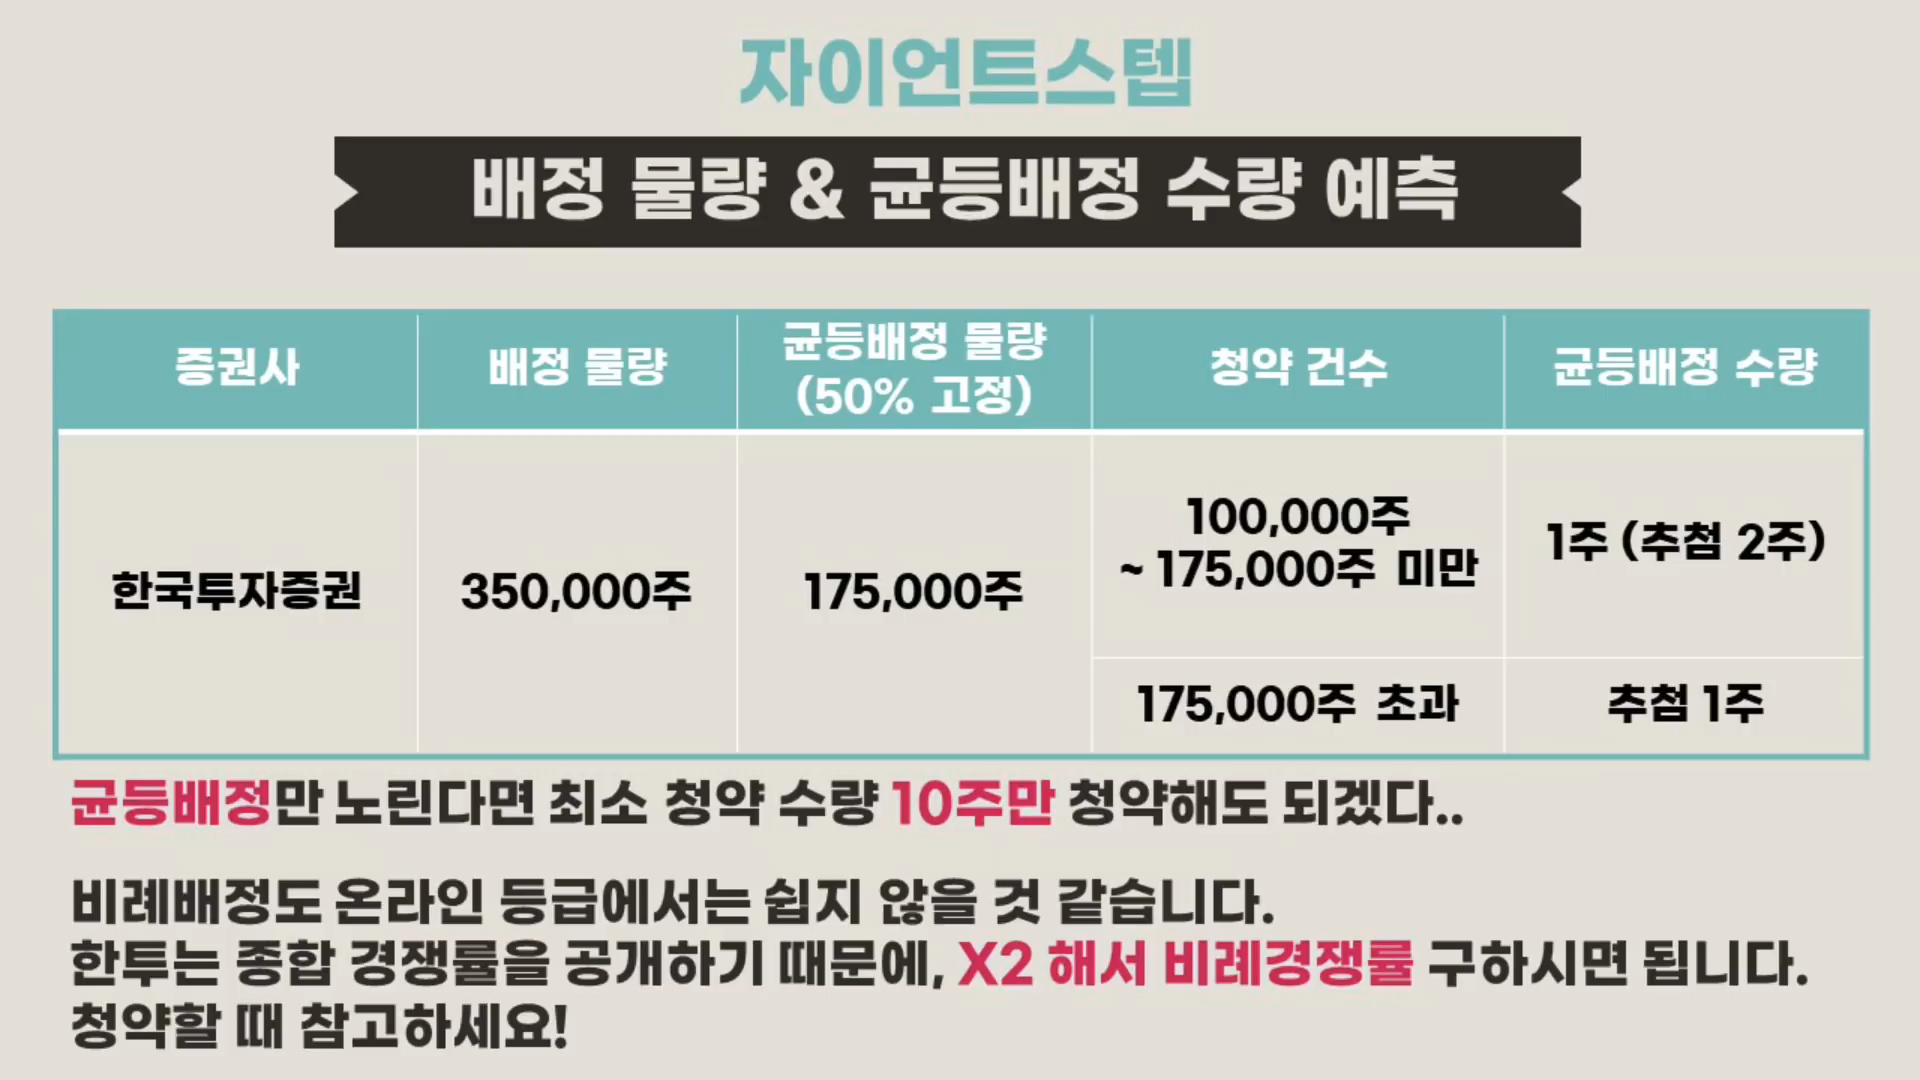 자이언트스텝
배정 물량 & 균등배정 수량 예측
증권사
배정 물량
균등배정 물량
(50% 고정)
청약 건수
균등배정 수량
한국투자증권
350,000주
175,000주
100,000주
~ 175,000주 미만
1주 (추첨 2주)
175,000주 초과
추첨 1주
균등배정만 노린다면 최소 청약 수량 10주만 청약해도 되겠다..
비례배정도 온라인 등급에서는 쉽지 않을 것 같습니다.
한투는 종합 경쟁률을 공개하기 때문에, X2 해서 비례경쟁률 구하시면 됩니다.
청약할 때 참고하세요!